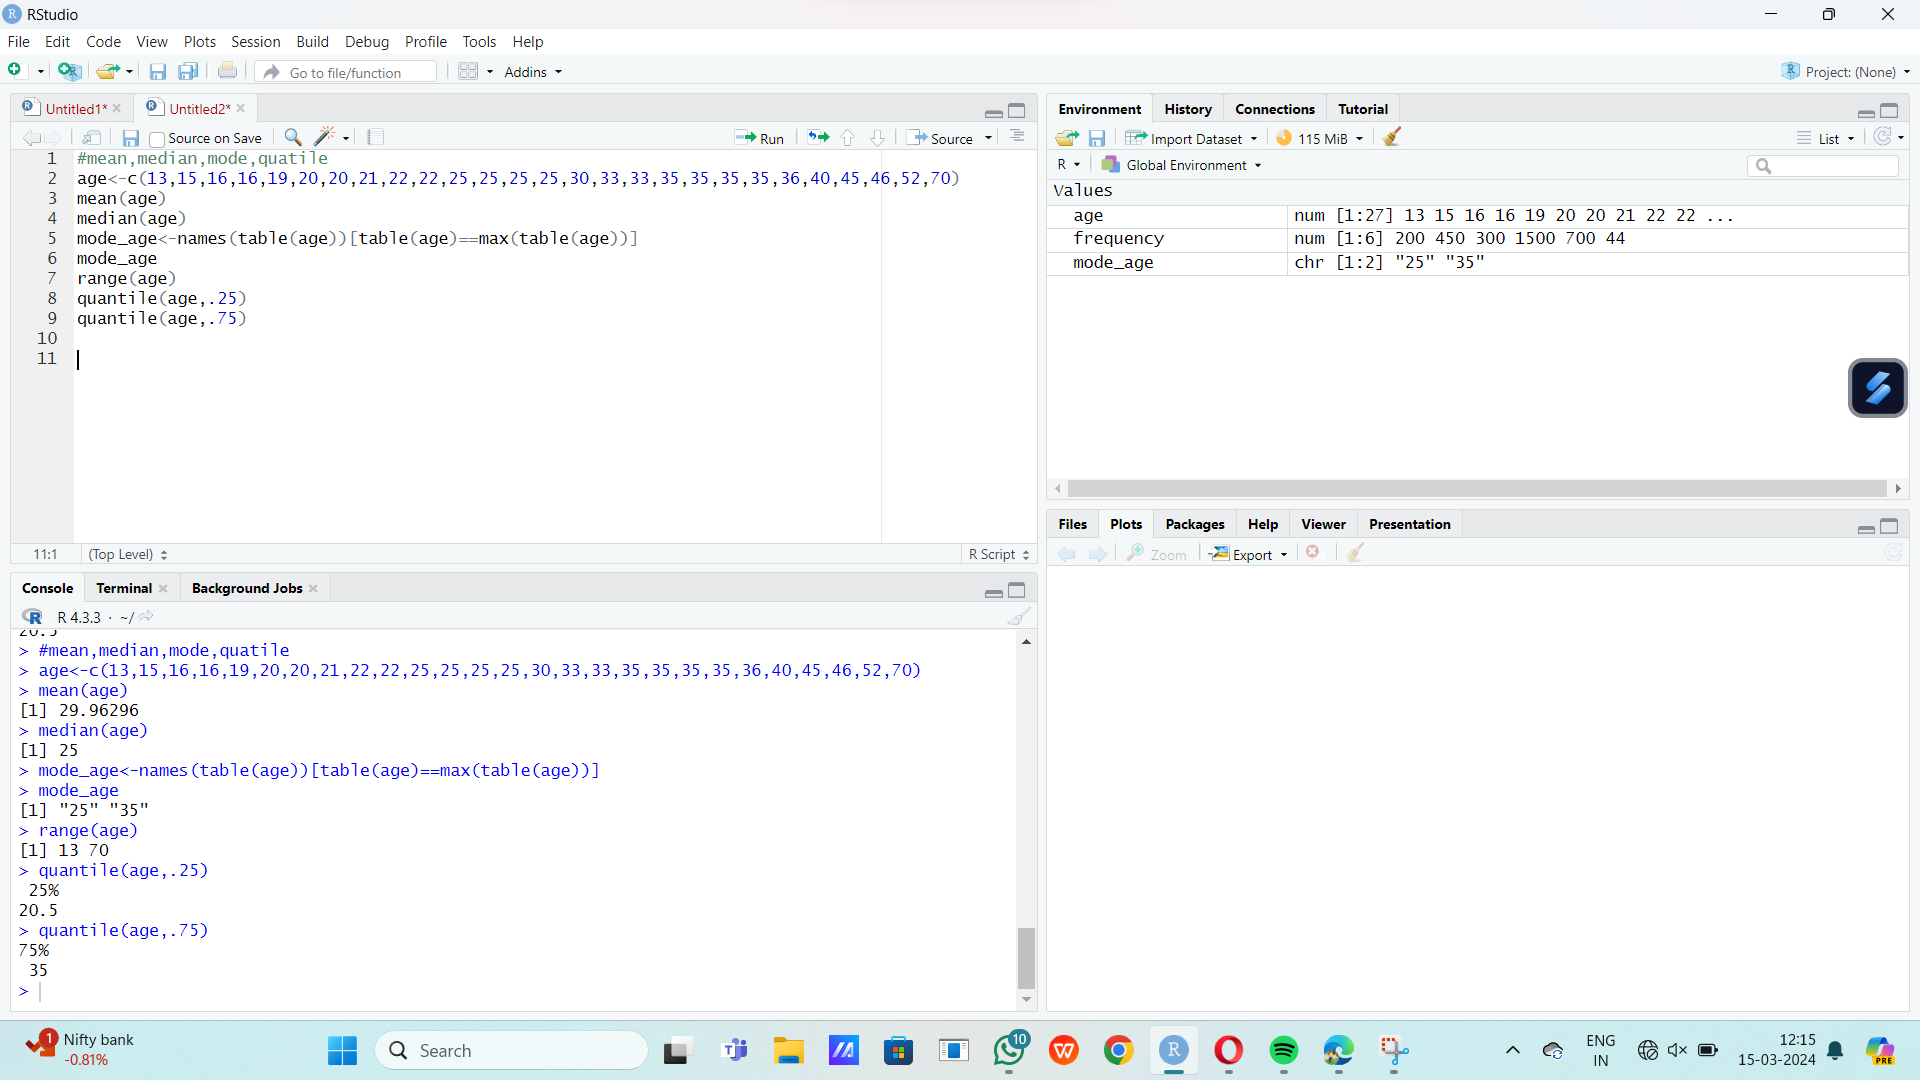 RStudio
File Edit Code View Plots Session Build Debug Profile Tools Help
Go to file/function Addins Project: (None)
Untitled1* Untitled2*
Source on Save Run Source
1 #mean,median,mode,quatile
2 age<-c(13,15,16,16,19,20,20,21,22,22,25,25,25,25,30,33,33,35,35,35,35,36,40,45,46,52,70)
3 mean(age)
4 median(age)
5 mode_age<-names(table(age))[table(age)==max(table(age))]
6 mode_age
7 range(age)
8 quantile(age,.25)
9 quantile(age,.75)
10
11
11:1 (Top Level) R Script
Console Terminal Background Jobs
R 4.3.3 · ~/
20.5
> #mean,median,mode,quatile
> age<-c(13,15,16,16,19,20,20,21,22,22,25,25,25,25,30,33,33,35,35,35,35,36,40,45,46,52,70)
> mean(age)
[1] 29.96296
> median(age)
[1] 25
> mode_age<-names(table(age))[table(age)==max(table(age))]
> mode_age
[1] "25" "35"
> range(age)
[1] 13 70
> quantile(age,.25)
25%
20.5
> quantile(age,.75)
75%
35
>
Environment History Connections Tutorial
Import Dataset 115 MiB List
R Global Environment
Values
age num [1:27] 13 15 16 16 19 20 20 21 22 22 ...
frequency num [1:6] 200 450 300 1500 700 44
mode_age chr [1:2] "25" "35"
Files Plots Packages Help Viewer Presentation
Zoom Export
1 Nifty bank
-0.81%
Search
10
ENG
IN
12:15
15-03-2024
PRE